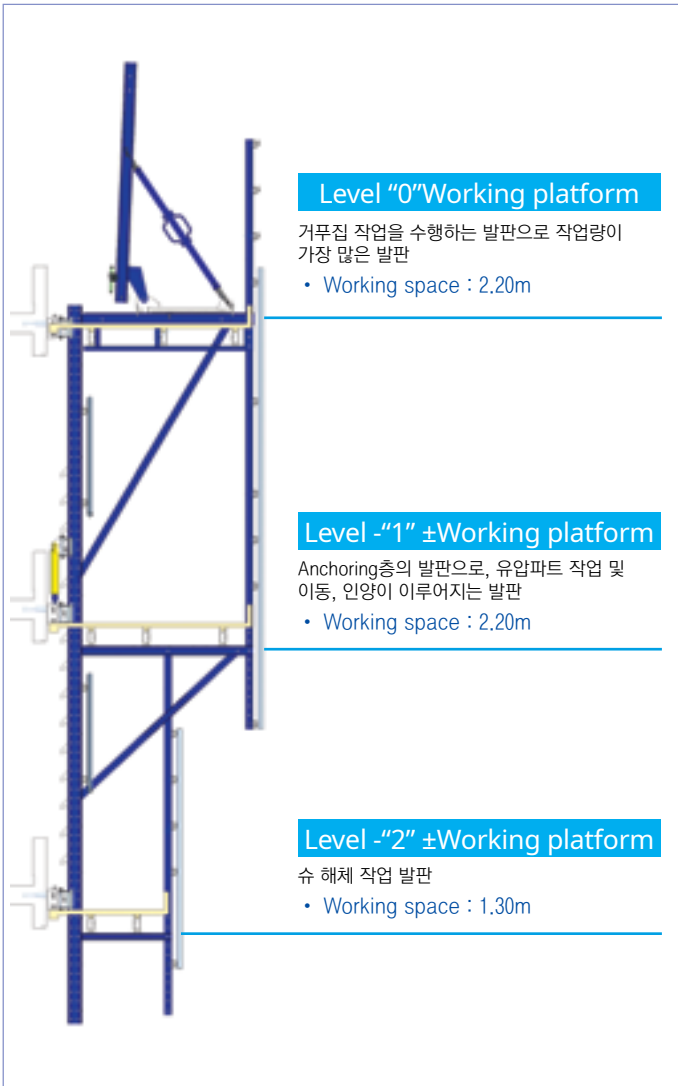 Level “0”Working platform
거푸집 작업을 수행하는 발판으로 작업량이
가장 많은 발판
• Working space : 2.20m
Level -“1” ±Working platform
Anchoring층의 발판으로, 유압파트 작업 및
이동, 인양이 이루어지는 발판
• Working space : 2.20m
Level -“2” ±Working platform
슈 해체 작업 발판
• Working space : 1.30m